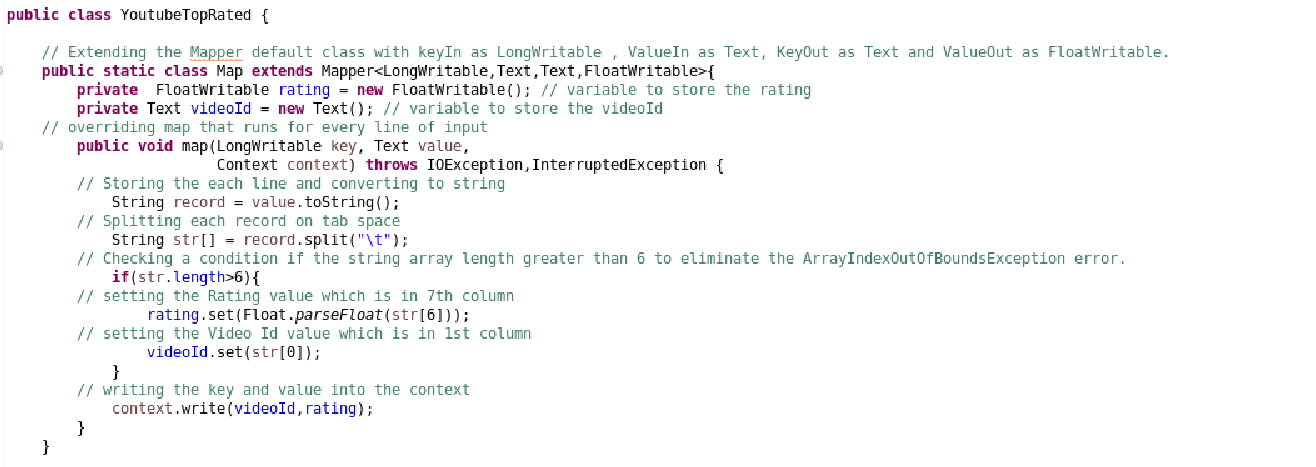 public class YoutubeTopRated {
// Extending the Mapper default class with keyIn as LongWritable , ValueIn as Text, KeyOut as Text and ValueOut as FloatWritable.
public static class Map extends Mapper<LongWritable,Text,Text,FloatWritable>{
private  FloatWritable rating = new FloatWritable(); // variable to store the rating
private Text videoId = new Text(); // variable to store the videoId
// overriding map that runs for every line of input
public void map(LongWritable key, Text value,
Context context) throws IOException,InterruptedException {
// Storing the each line and converting to string
String record = value.toString();
// Splitting each record on tab space
String str[] = record.split("\t");
// Checking a condition if the string array length greater than 6 to eliminate the ArrayIndexOutOfBoundsException error.
if(str.length>6){
// setting the Rating value which is in 7th column
rating.set(Float.parseFloat(str[6]));
// setting the Video Id value which is in 1st column
videoId.set(str[0]);
}
// writing the key and value into the context
context.write(videoId,rating);
}
}